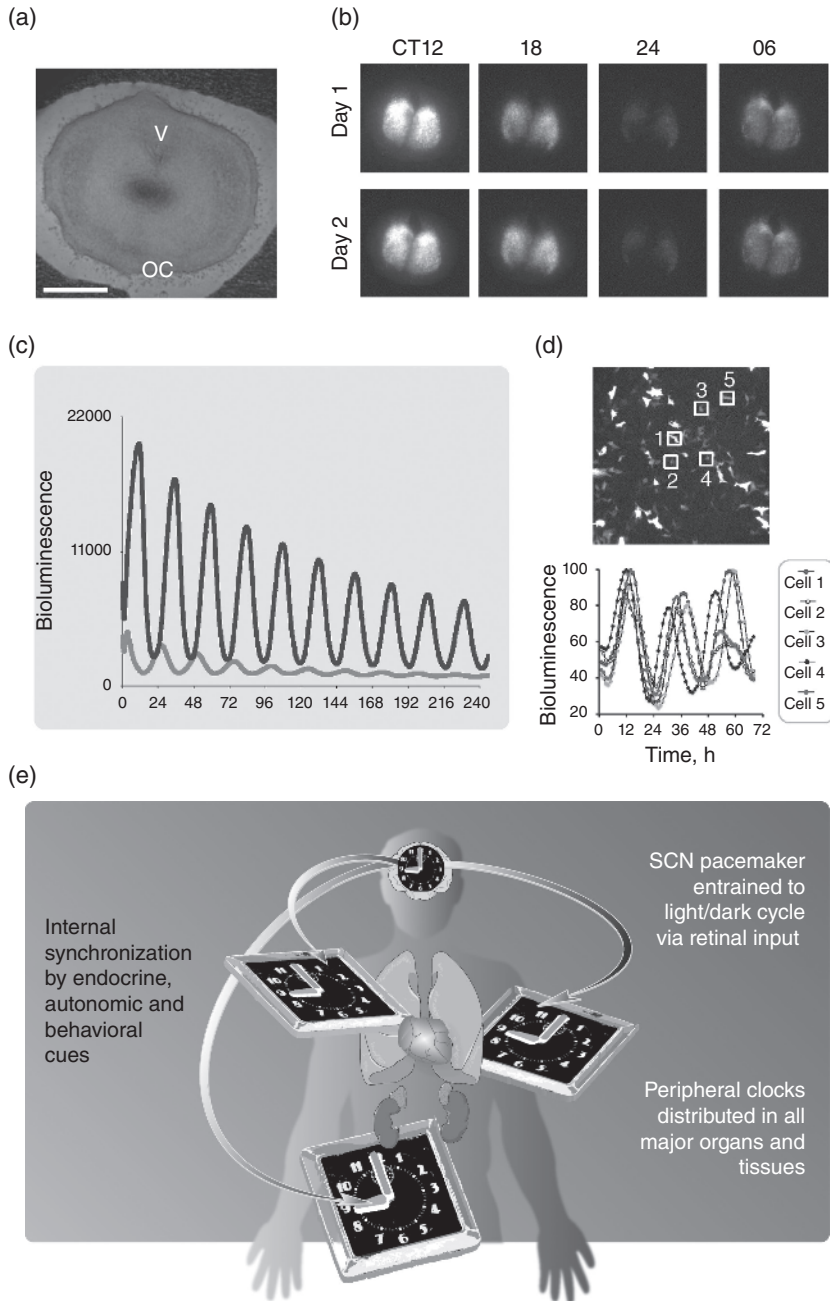 (a)
V
OC
(b)
CT12 18 24 06
Day 1
Day 2
(c)
22000
11000
0
Bioluminescence
0 24 48 72 96 120 144 168 192 216 240
(d)
3 5
1
2 4
100
80
60
40
20
Bioluminescence
0 12 24 36 48 60 72
Time, h
Cell 1
Cell 2
Cell 3
Cell 4
Cell 5
(e)
SCN pacemaker
entrained to
light/dark cycle
via retinal input
Internal
synchronization
by endocrine,
autonomic and
behavioral
cues
Peripheral clocks
distributed in all
major organs and
tissues